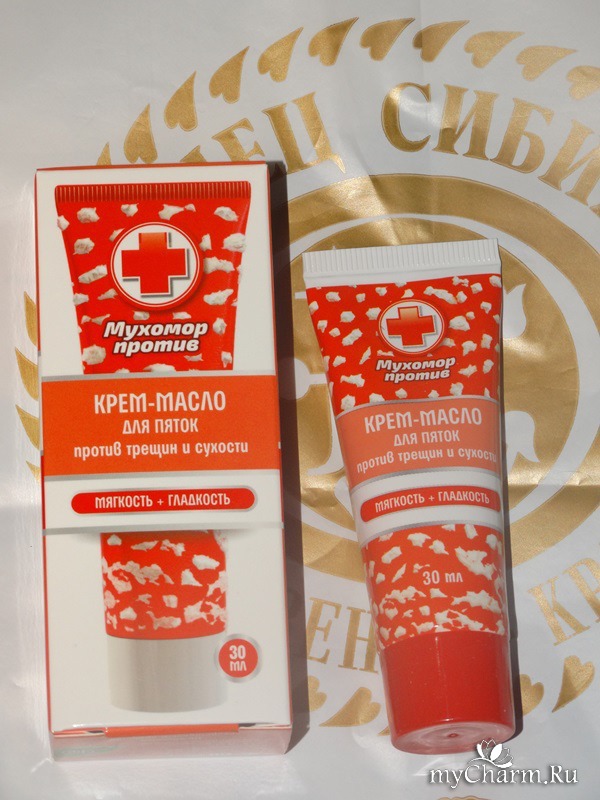 СИБИ
Мухомор
против
КРЕМ-МАСЛО
ДЛЯ ПЯТОК
против трещин и сухости
МЯГКОСТЬ + ГЛАДКОСТЬ
30
МЛ
Мухомор
против
КРЕМ-МАСЛО
ДЛЯ ПЯТОК
против трещин и сухости
МЯГКОСТЬ + ГЛАДКОСТЬ
30 МЛ
myCharm.Ru